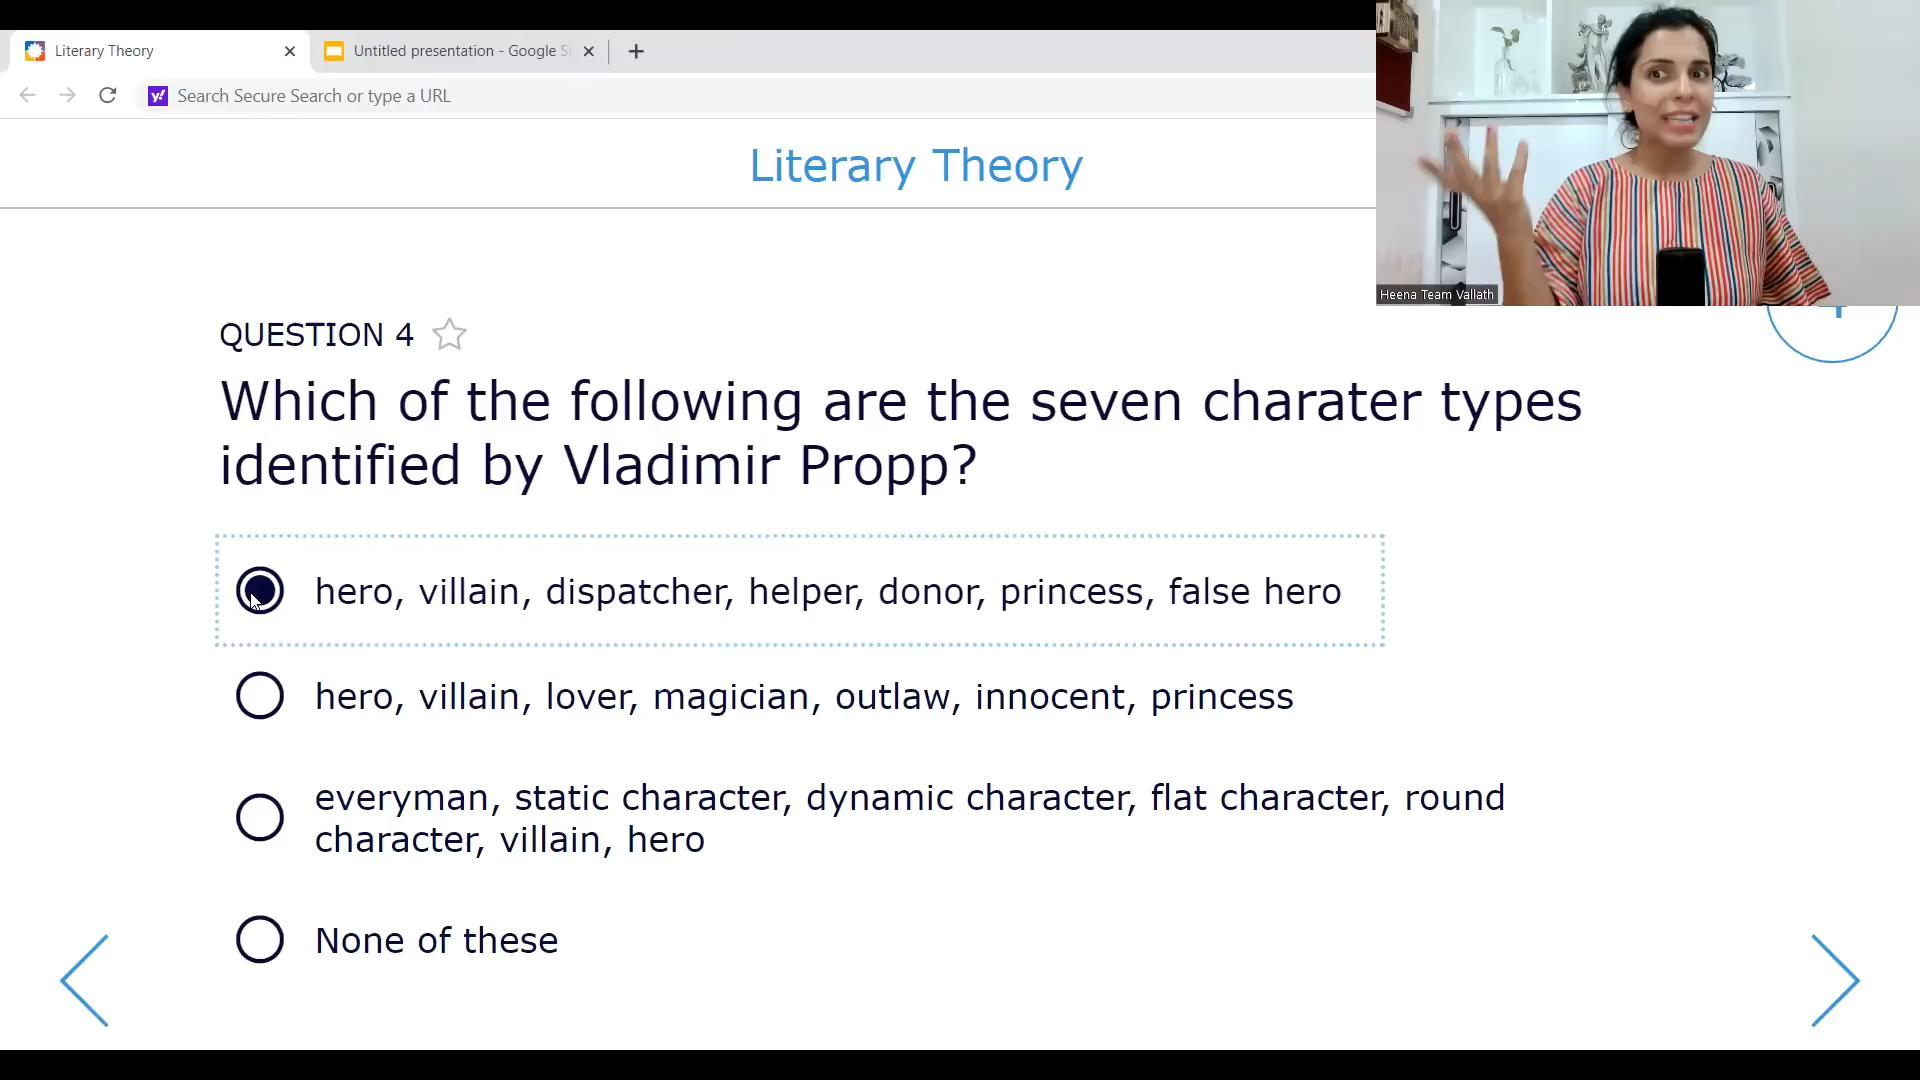 Literary Theory
Untitled presentation - Google S
Search Secure Search or type a URL
Literary Theory
Heena Team Vallath
QUESTION 4
Which of the following are the seven charater types
identified by Vladimir Propp?
hero, villain, dispatcher, helper, donor, princess, false hero
hero, villain, lover, magician, outlaw, innocent, princess
everyman, static character, dynamic character, flat character, round
character, villain, hero
None of these